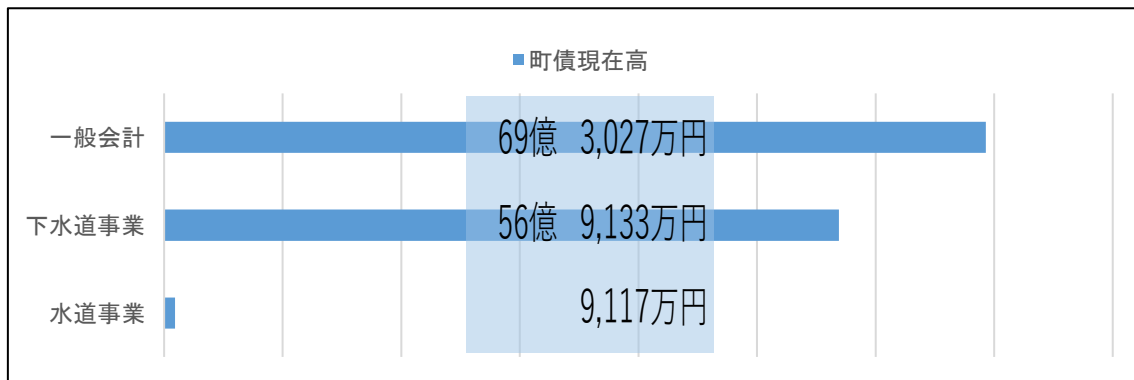 町債現在高
一般会計 69億 3,027万円
下水道事業 56億 9,133万円
水道事業 9,117万円